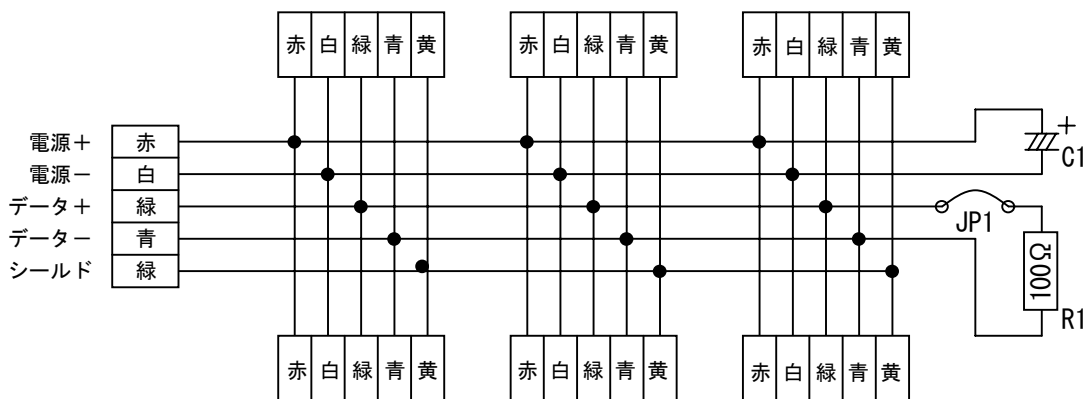 赤 白 緑 青 黄 赤 白 緑 青 黄 赤 白 緑 青 黄
電源+ 赤
電源− 白
データ+ 緑
データ− 青
シールド 緑
+
C1
JP1
100Ω
R1
赤 白 緑 青 黄 赤 白 緑 青 黄 赤 白 緑 青 黄